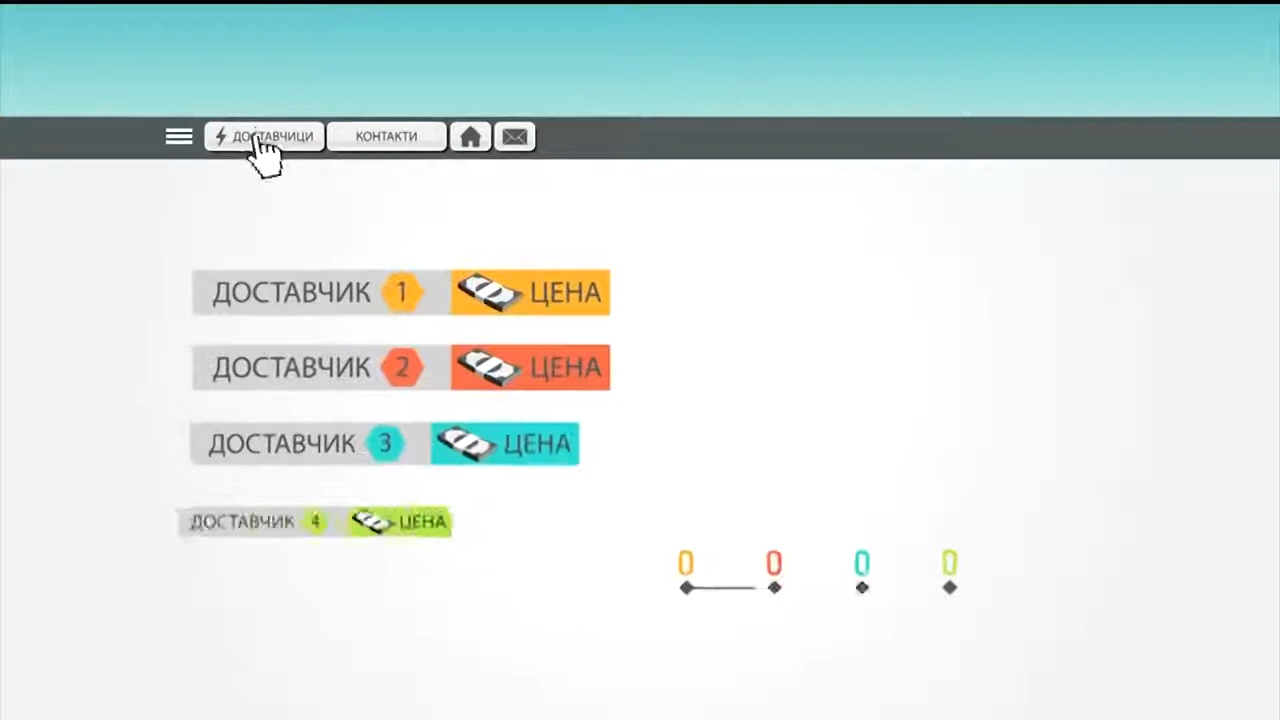 ДОСТАВЧИЦИ КОНТАКТИ
ДОСТАВЧИК 1 ЦЕНА
ДОСТАВЧИК 2 ЦЕНА
ДОСТАВЧИК 3 ЦЕНА
ДОСТАВЧИК 4 ЦЕНА
0 0 0 0